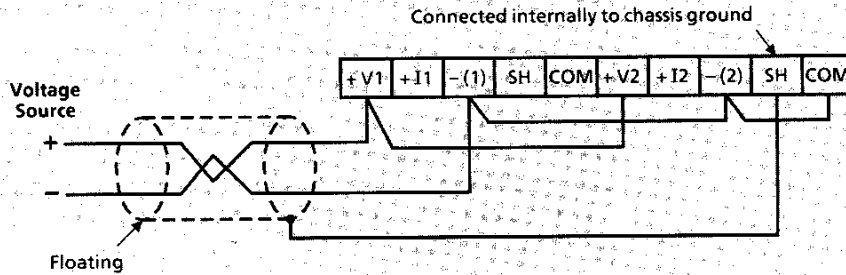 Connected internally to chassis ground
+V1 +I1 -(1) SH COM +V2 +I2 -(2) SH COM
Voltage
Source
+
-
Floating